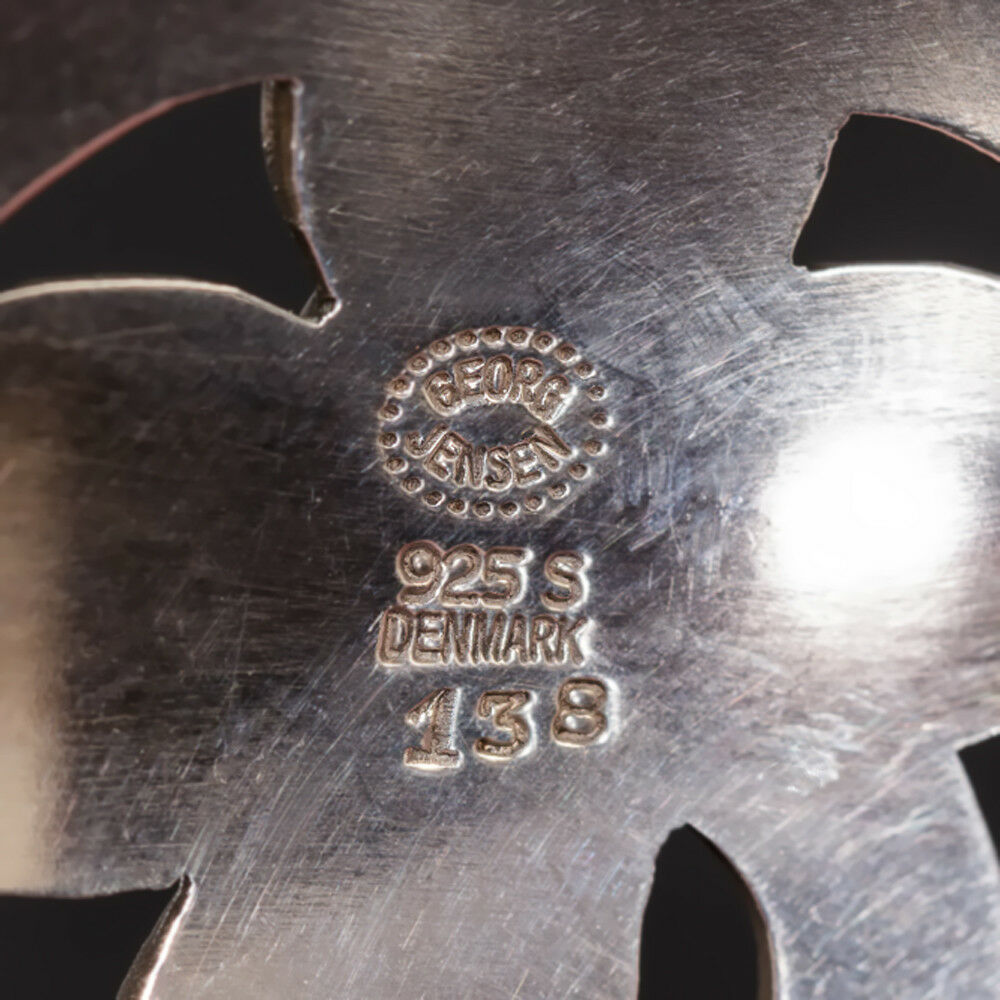 GEORG
JENSEN
925 S
DENMARK
138